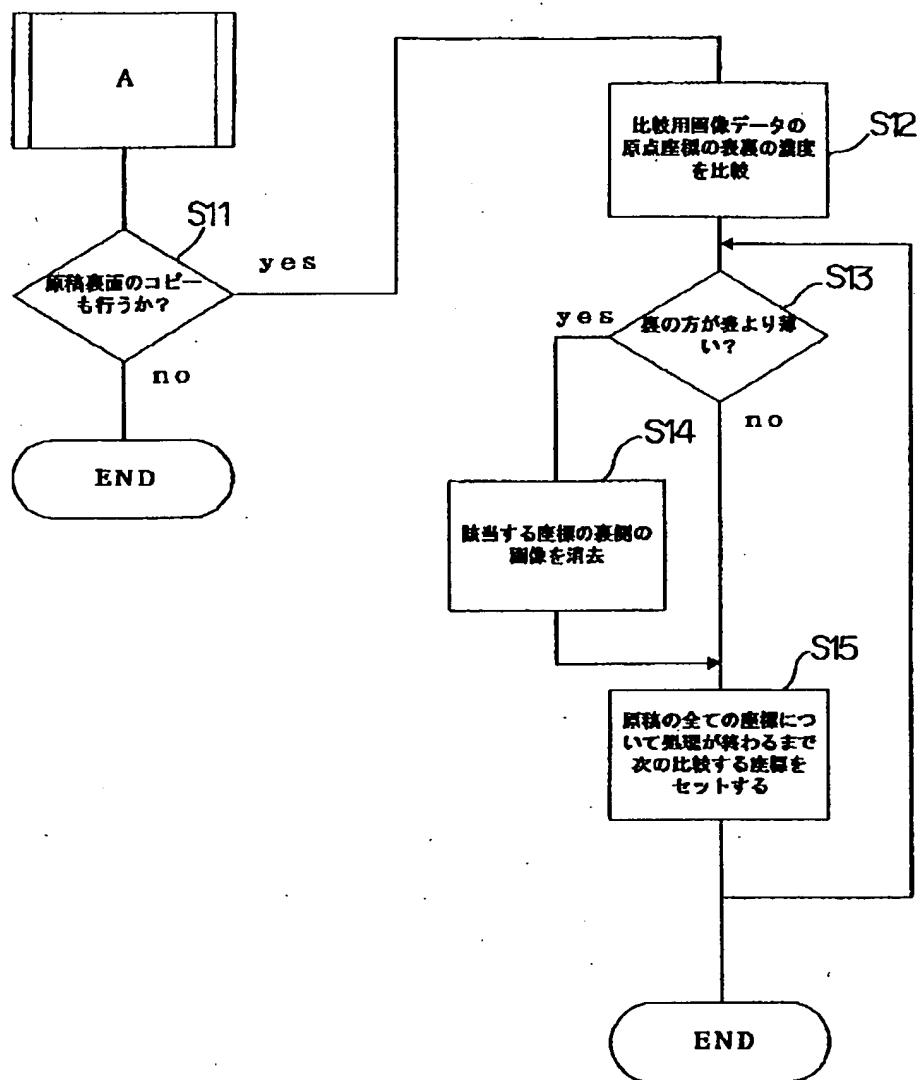 A
S11
原稿裏面のコピー
も行うか?
yes
no
END
比較用画像データの
原点座標の表裏の濃度
を比較
S12
S13
裏の方が表より薄
い?
yes
no
S14
該当する座標の裏側の
画像を消去
S15
原稿の全ての座標につ
いて処理が終わるまで
次の比較する座標を
セットする
END